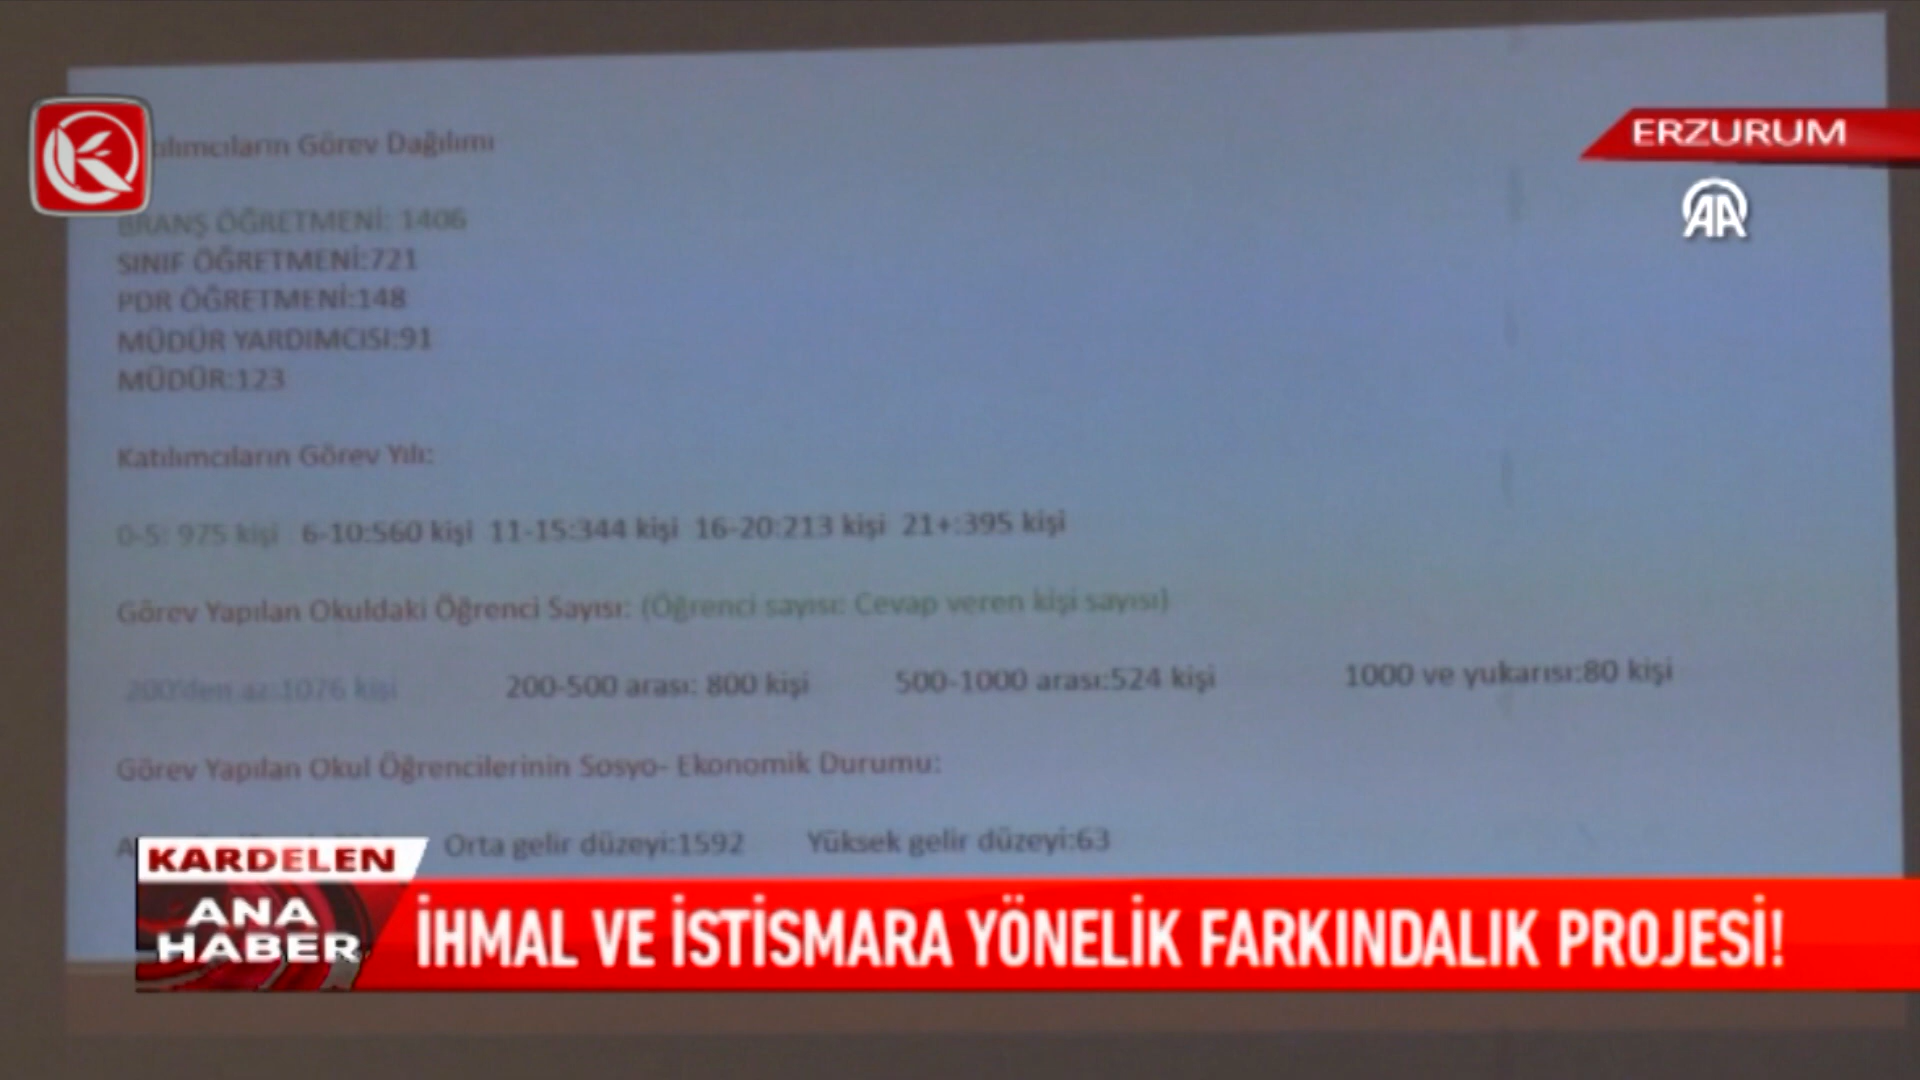 ERZURUM
AA
Görev Dağılımı
BRANŞ ÖĞRETMENİ: 1406
SINIF ÖĞRETMENİ:721
PDR ÖĞRETMENİ:148
MÜDÜR YARDIMCISI:91
MÜDÜR:123
Katılımcıların Görev Yılı:
0-5: 975 kişi 6-10:560 kişi 11-15:344 kişi 16-20:213 kişi 21+:395 kişi
Görev Yapılan Okuldaki Öğrenci Sayısı: (Öğrenci sayısı: Cevap veren kişi sayısı)
200'den az:1076 kişi 200-500 arası: 800 kişi 500-1000 arası:524 kişi 1000 ve yukarısı:80 kişi
Görev Yapılan Okul Öğrencilerinin Sosyo- Ekonomik Durumu:
Orta gelir düzeyi:1592 Yüksek gelir düzeyi:63
KARDELEN
ANA
HABER
İHMAL VE İSTİSMARA YÖNELİK FARKINDALIK PROJESİ!